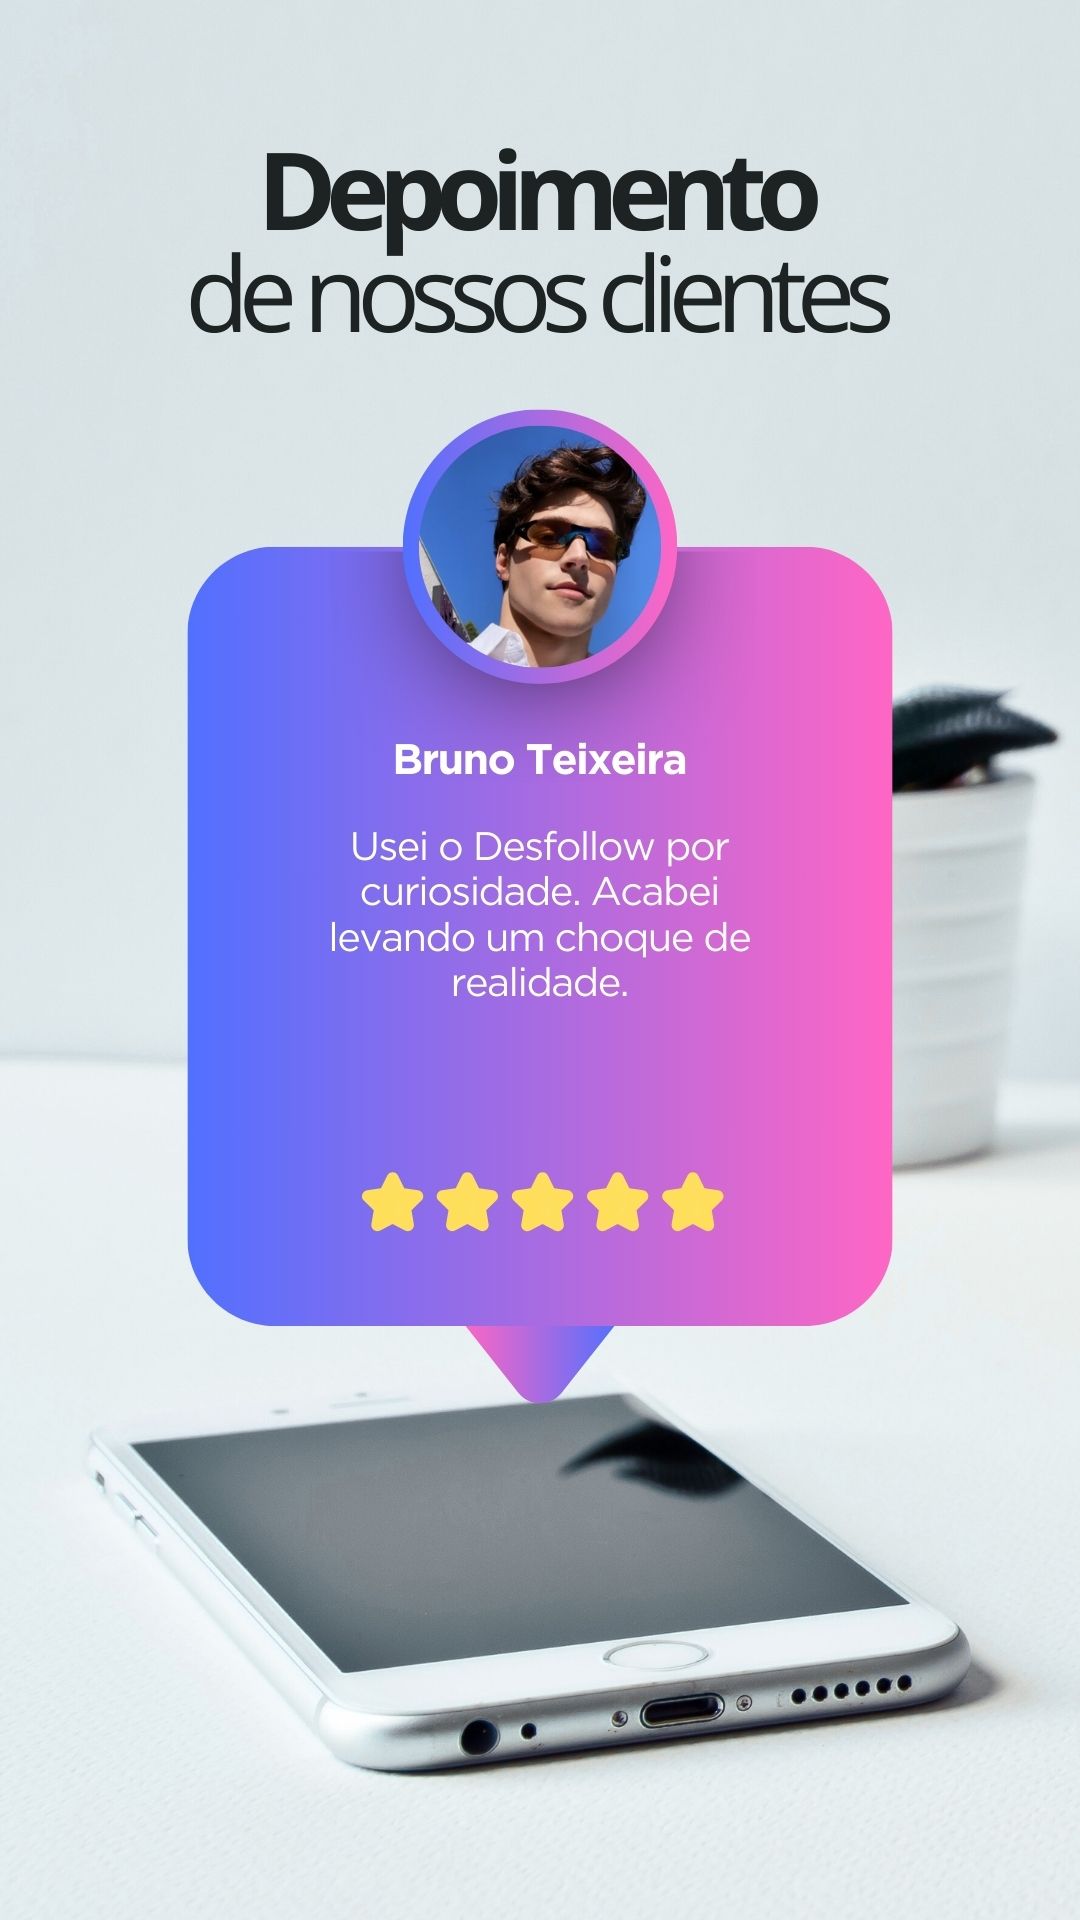 Depoimento
de nossos clientes
Bruno Teixeira
Usei o Desfollow por
curiosidade. Acabei
levando um choque de
realidade.